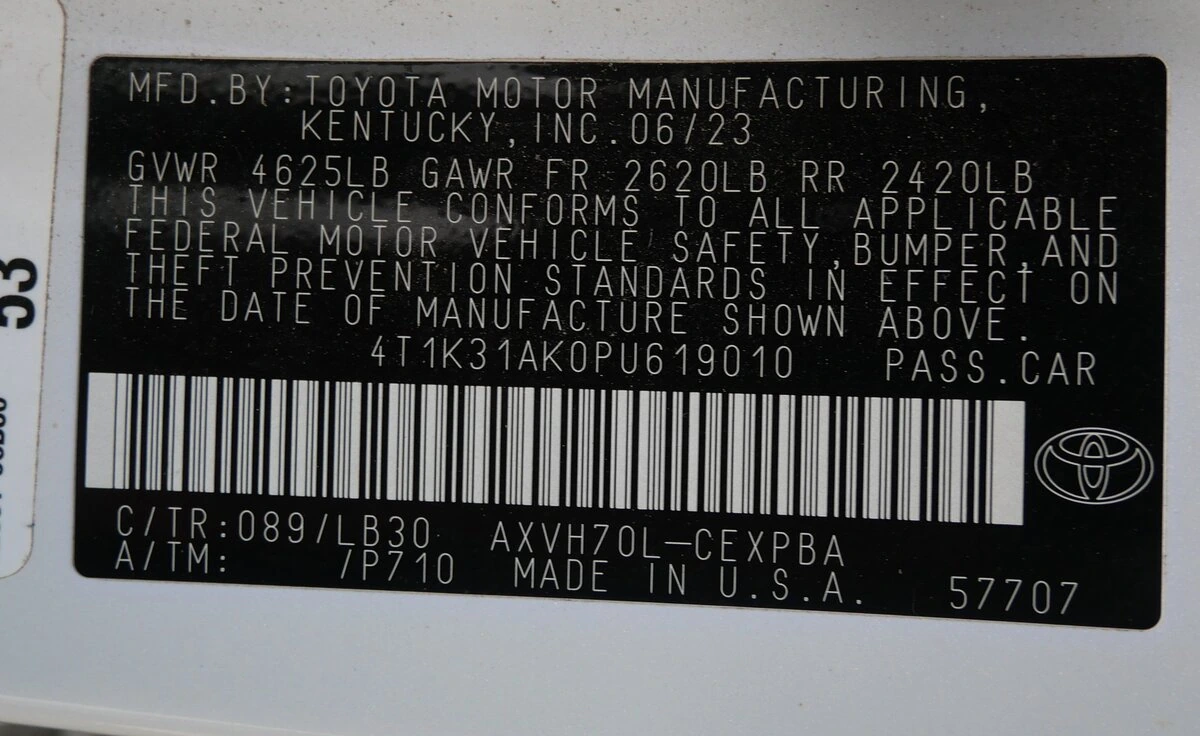 MFD.BY:TOYOTA MOTOR MANUFACTURING,
KENTUCKY,INC.06/23
GVWR 4625LB GAWR FR 2620LB RR 2420LB
THIS VEHICLE CONFORMS TO ALL APPLICABLE
FEDERAL MOTOR VEHICLE SAFETY,BUMPER,AND
THEFT PREVENTION STANDARDS IN EFFECT ON
THE DATE OF MANUFACTURE SHOWN ABOVE.
4T1K31AK0PU619010 PASS.CAR
C/TR:089/LB30 AXVH70L-CEXPBA
A/TM: /P710 MADE IN U.S.A. 57707
53